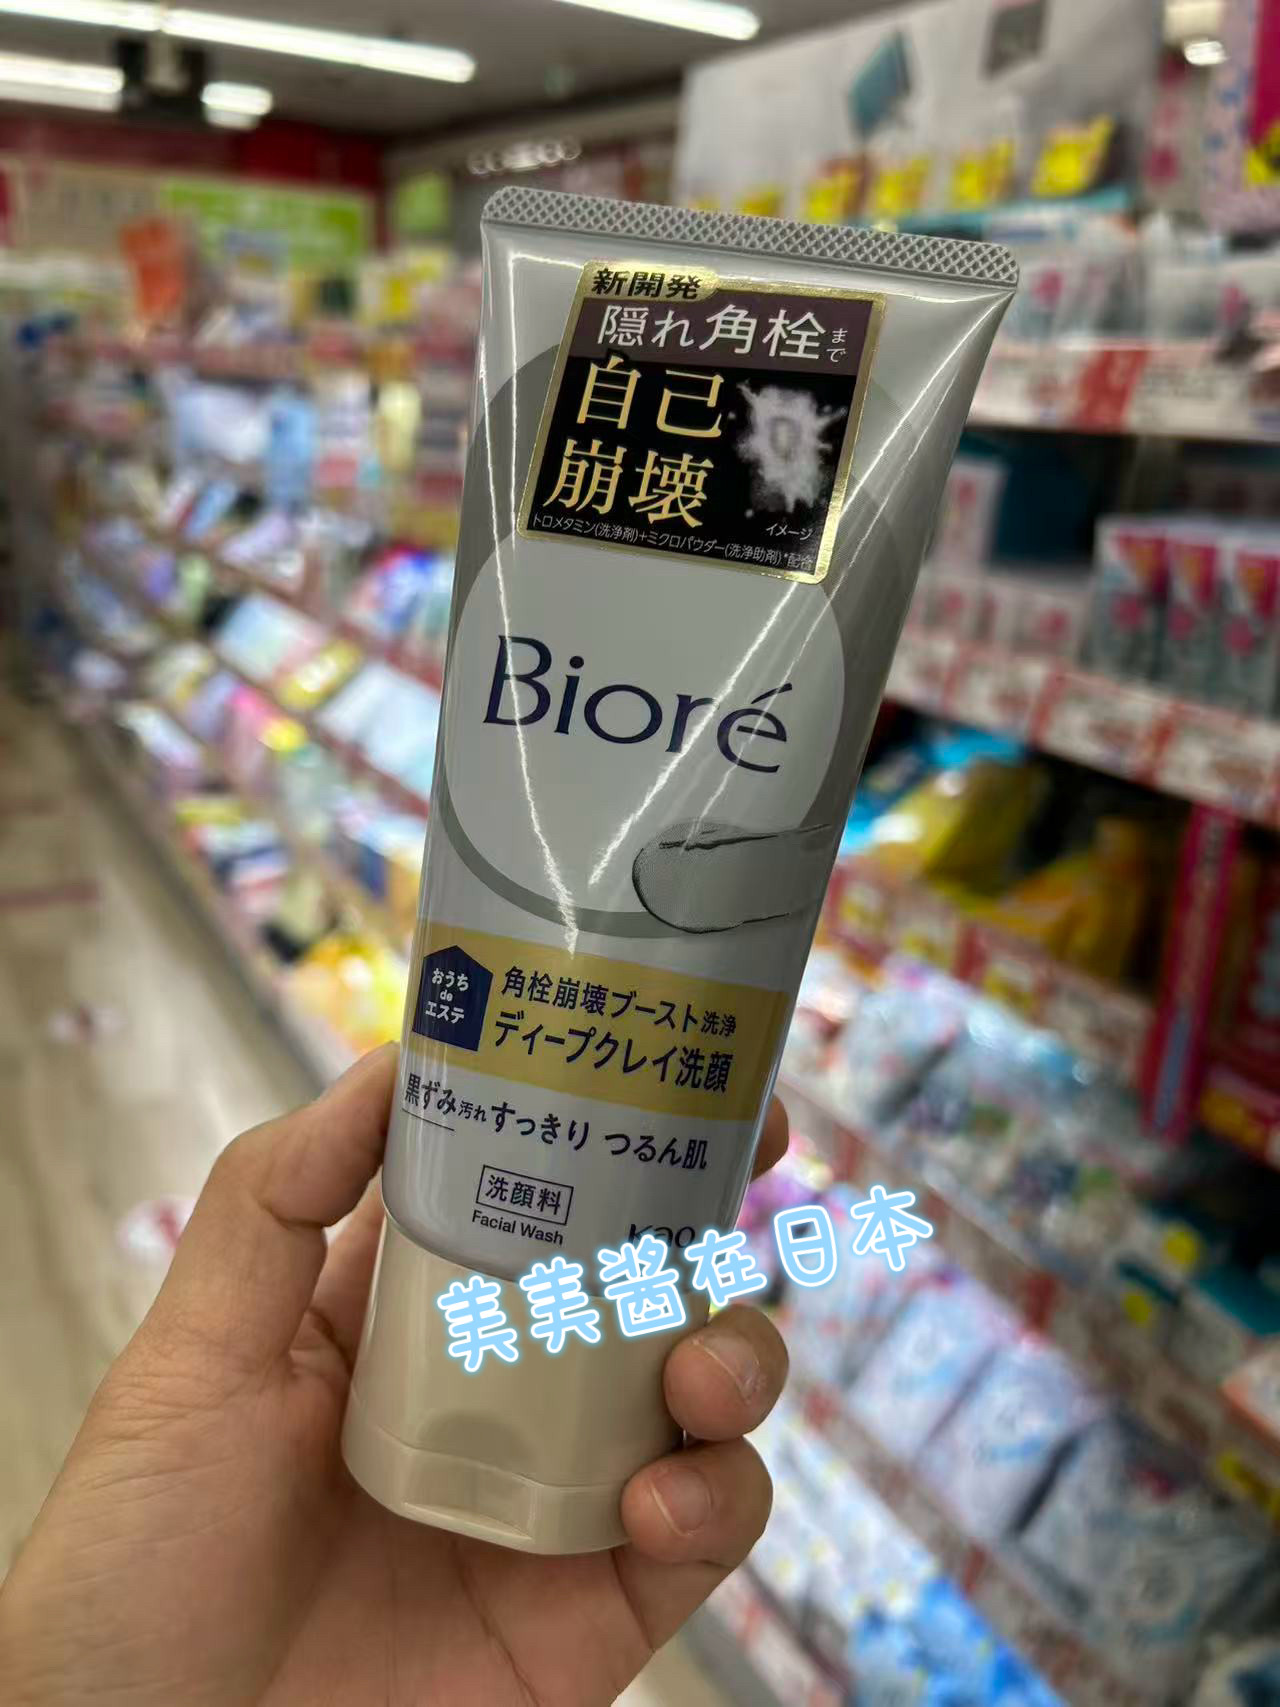 新開発
隠れ角栓まで
自己
崩壊
イメージ
トロメタミン(洗浄剤)+ミクロパウダー(洗浄助剤)*配合
Bioré
おうち
de
エステ
角栓崩壊ブースト洗浄
ディープクレイ洗顔
黒ずみ汚れすっきり つるん肌
洗顔料
Facial Wash
Kao
美美酱在日本